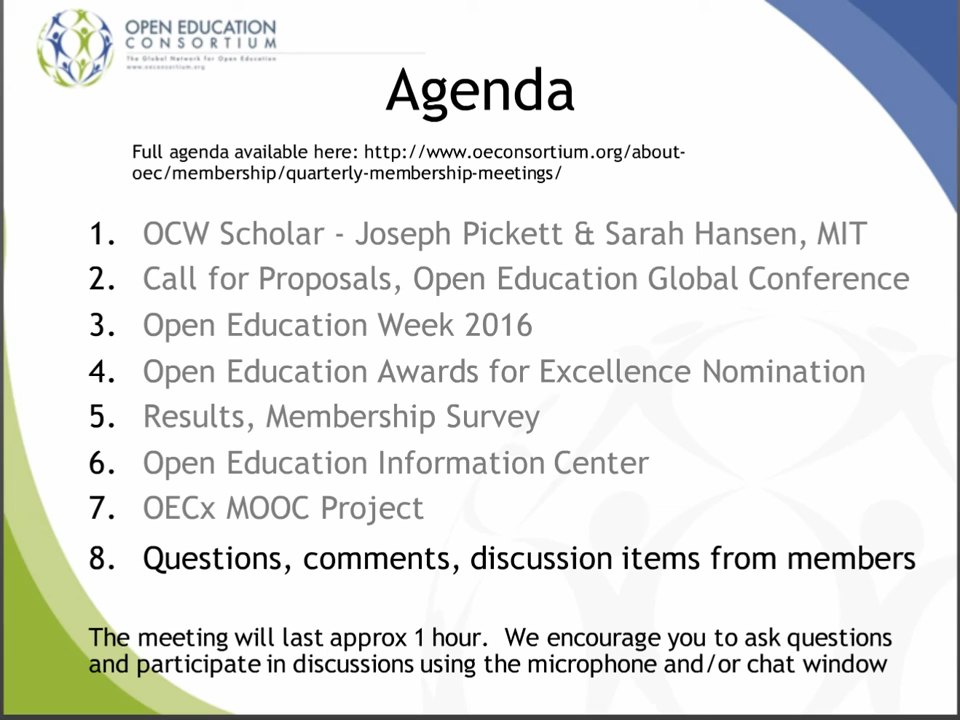 OPEN EDUCATION
CONSORTIUM
The Global Network for Open Education
www.oeconsortium.org
Agenda
Full agenda available here: http://www.oeconsortium.org/about-
oec/membership/quarterly-membership-meetings/
1. OCW Scholar - Joseph Pickett & Sarah Hansen, MIT
2. Call for Proposals, Open Education Global Conference
3. Open Education Week 2016
4. Open Education Awards for Excellence Nomination
5. Results, Membership Survey
6. Open Education Information Center
7. OECx MOOC Project
8. Questions, comments, discussion items from members
The meeting will last approx 1 hour. We encourage you to ask questions
and participate in discussions using the microphone and/or chat window